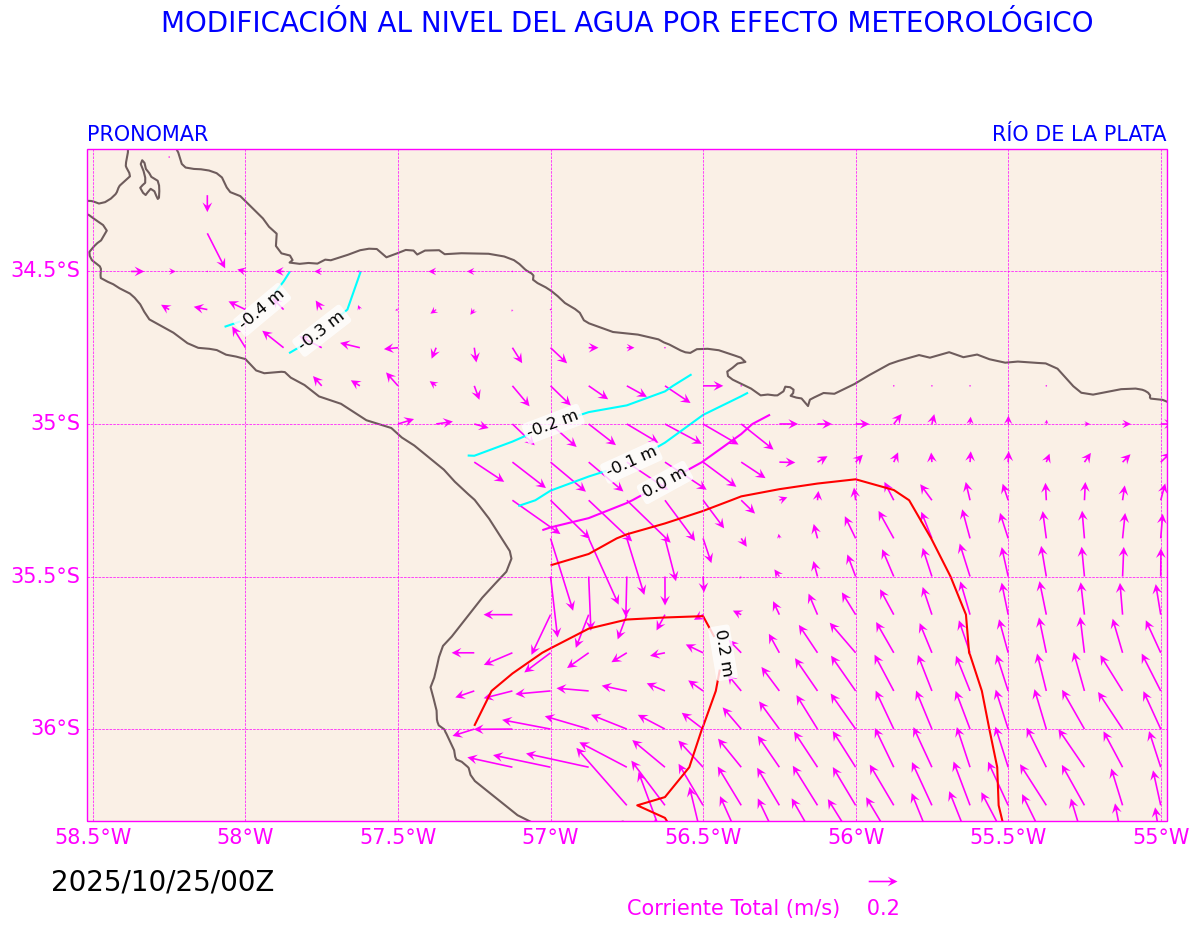 MODIFICACIÓN AL NIVEL DEL AGUA POR EFECTO METEOROLÓGICO
PRONOMAR
RÍO DE LA PLATA
34.5°S
-0.4 m
-0.3 m
35°S
-0.2 m
-0.1 m
0.0 m
35.5°S
0.2 m
36°S
58.5°W 58°W 57.5°W 57°W 56.5°W 56°W 55.5°W 55°W
2025/10/25/00Z
Corriente Total (m/s) 0.2